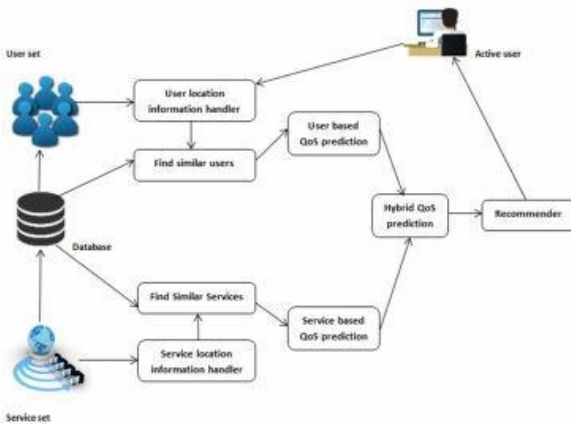 User set
Active user
User location
information handler
User based
QoS prediction
Find similar users
Hybrid QoS
prediction
Recommender
Database
Find Similar Services
Service based
QoS prediction
Service location
information handler
Service set